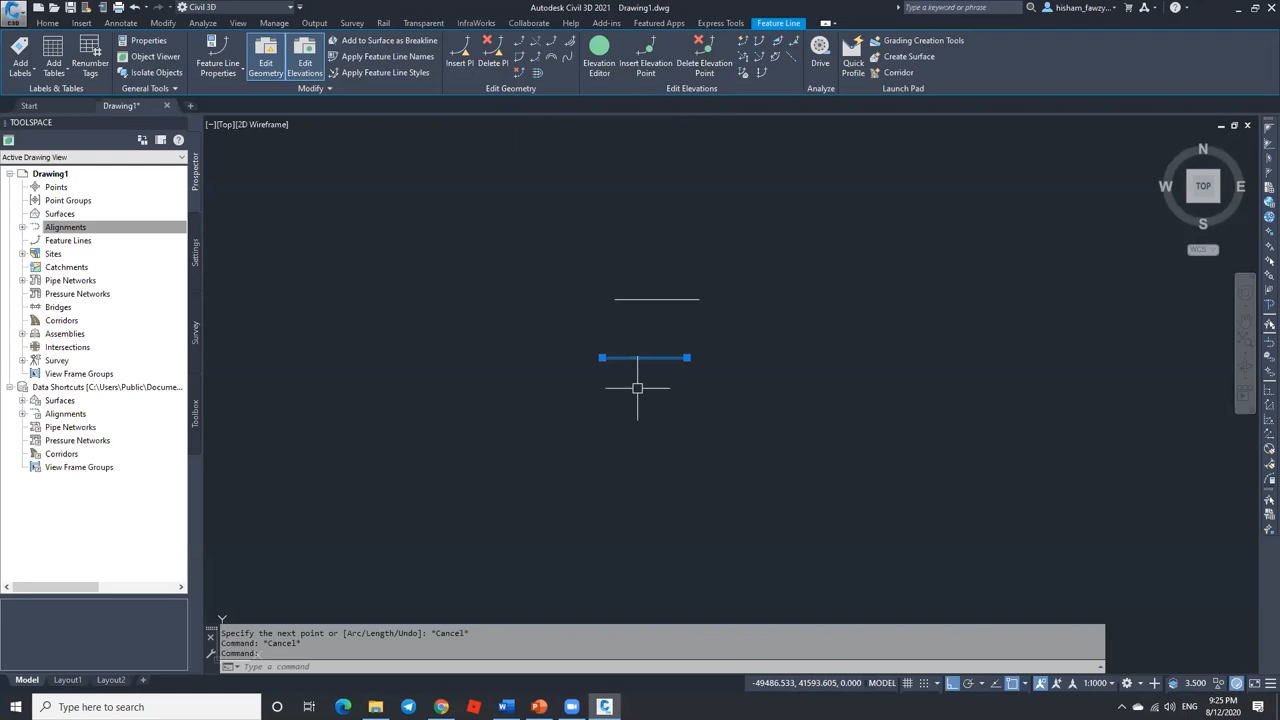 Civil 3D
Autodesk Civil 3D 2021 Drawing1.dwg
Type a keyword or phrase
hisham_fawzy...
C3D
Home
Insert
Annotate
Modify
Analyze
View
Manage
Output
Survey
Rail
Transparent
InfraWorks
Collaborate
Help
Add-ins
Featured Apps
Express Tools
Feature Line
Add Labels
Add Tables
Renumber Tags
Labels & Tables
Properties
Object Viewer
Isolate Objects
General Tools
Feature Line Properties
Edit Geometry
Edit Elevations
Add to Surface as Breakline
Apply Feature Line Names
Apply Feature Line Styles
Modify
Insert PI
Delete PI
Edit Geometry
Elevation Editor
Insert Elevation Point
Delete Elevation Point
Edit Elevations
Drive
Analyze
Quick Profile
Grading Creation Tools
Create Surface
Corridor
Launch Pad
Start
Drawing1*
TOOLSPACE
Active Drawing View
Drawing1
Points
Point Groups
Surfaces
Alignments
Feature Lines
Sites
Catchments
Pipe Networks
Pressure Networks
Bridges
Corridors
Assemblies
Intersections
Survey
View Frame Groups
Data Shortcuts [C:\Users\Public\Docume...
Surfaces
Alignments
Pipe Networks
Pressure Networks
Corridors
View Frame Groups
Prospector
Settings
Survey
Toolbox
[−][Top][2D Wireframe]
N
W
TOP
E
S
WCS
Y
Specify the next point or [Arc/Length/Undo]: *Cancel*
Command: *Cancel*
Command:
Type a command
Model
Layout1
Layout2
-49486.533, 41593.605, 0.000
MODEL
1:1000
3.500
Type here to search
ENG
9:25 PM
8/12/2020